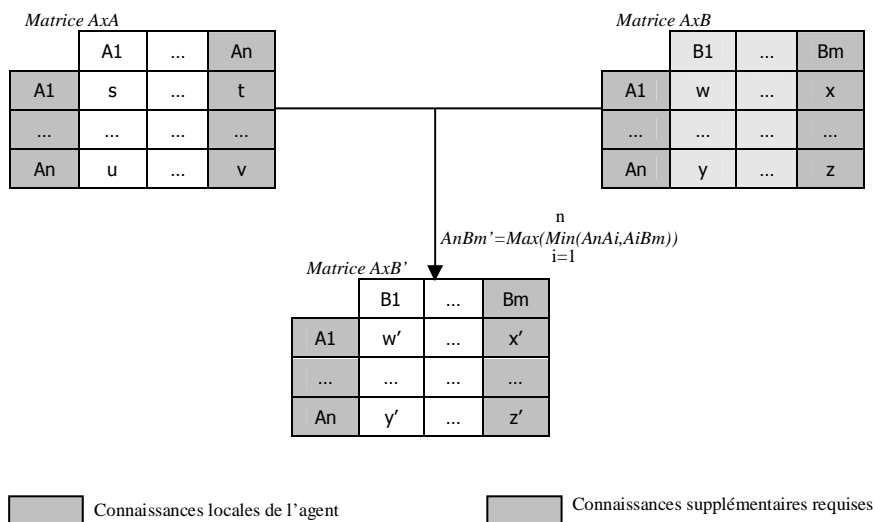 Matrice AxA
A1 ... An
A1 s ... t
... ... ... ...
An u ... v
Matrice AxB
B1 ... Bm
A1 w ... x
... ... ... ...
An y ... z
n
AnBm’=Max(Min(AnAi,AiBm))
i=1
Matrice AxB’
B1 ... Bm
A1 w’ ... x’
... ... ... ...
An y’ ... z’
Connaissances locales de l’agent
Connaissances supplémentaires requises